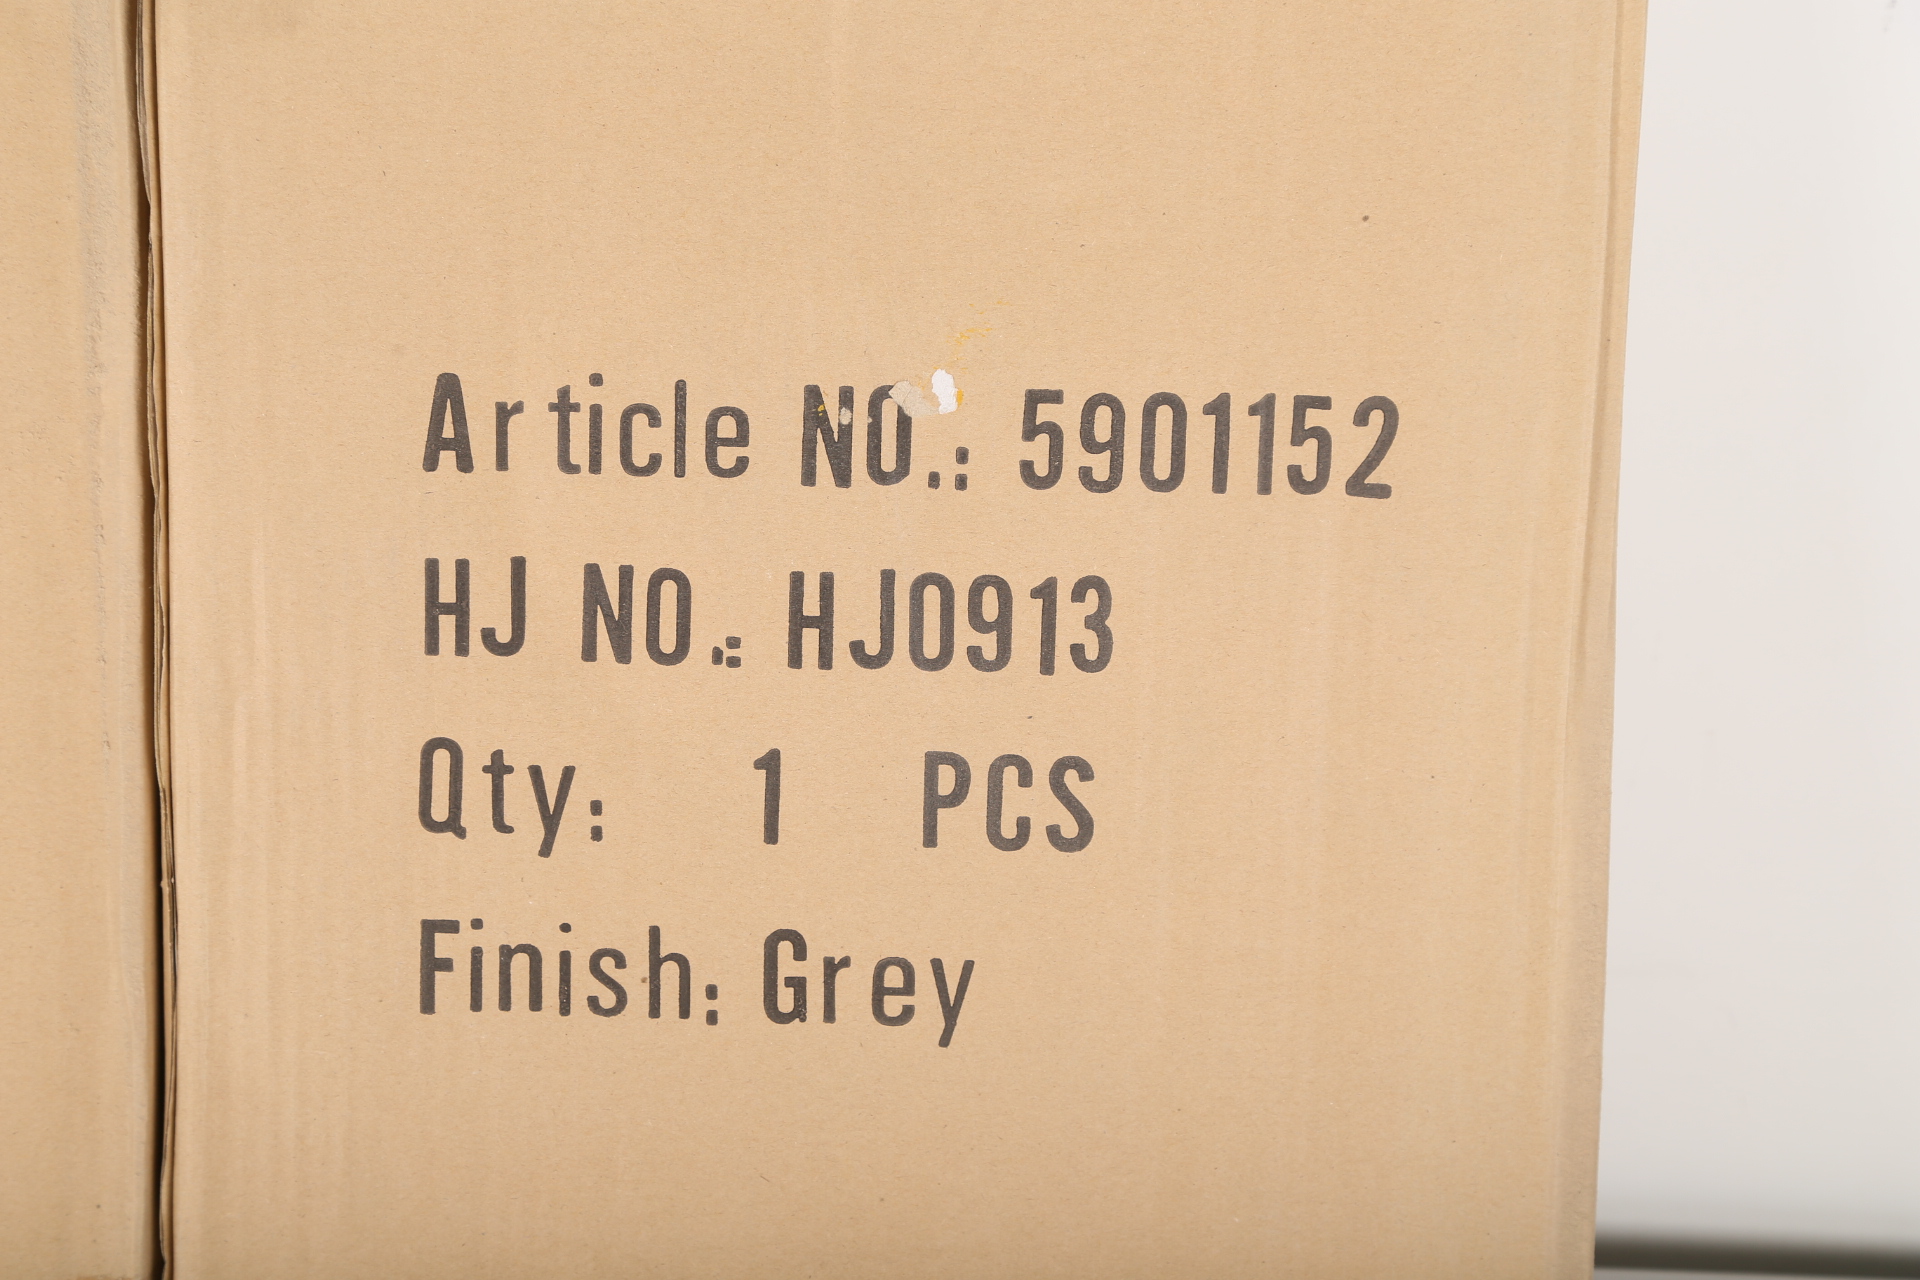 Article NO.: 5901152
HJ NO.: HJ0913
Qty: 1 PCS
Finish: Grey